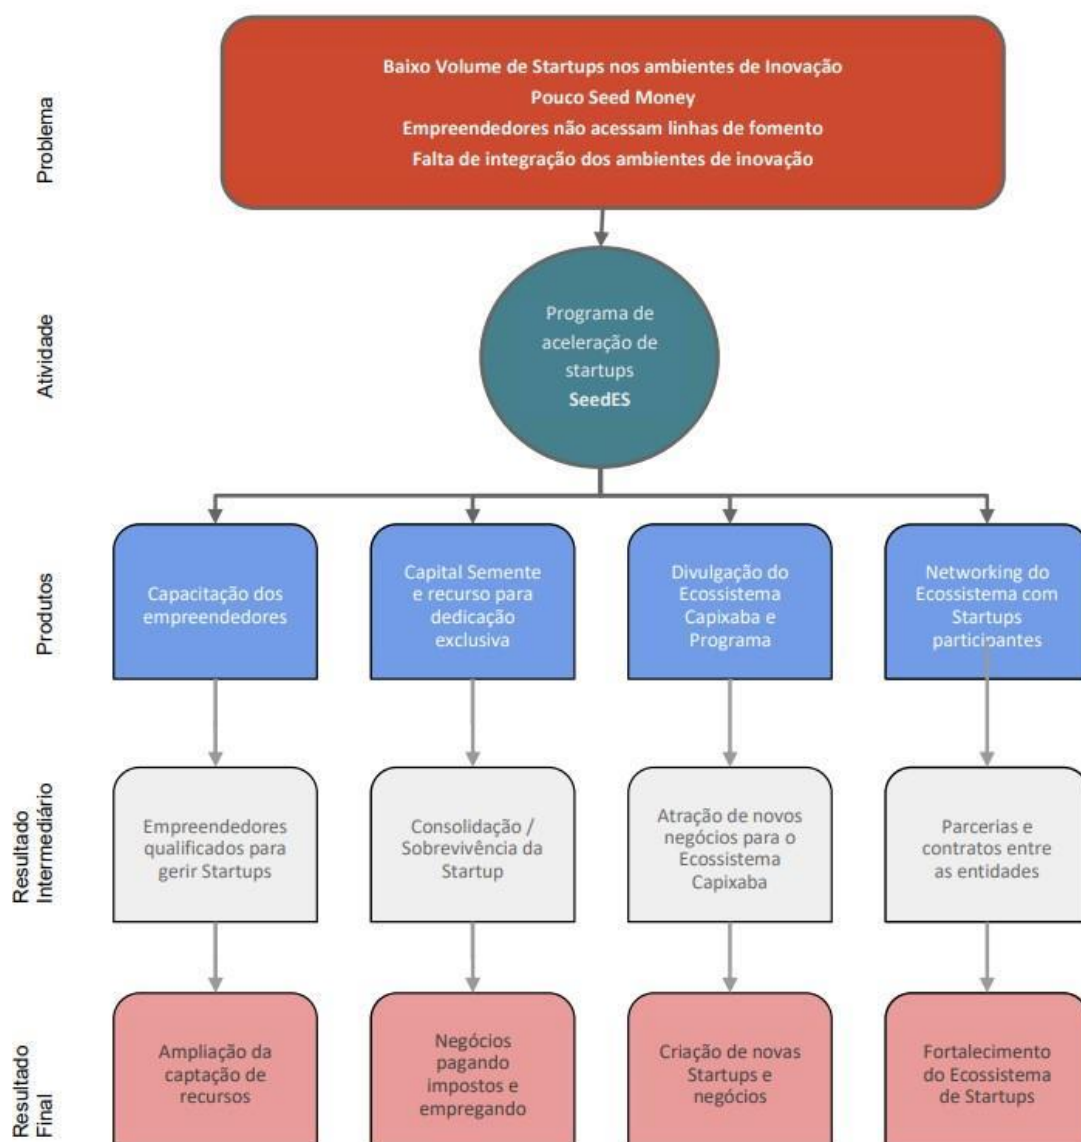 Problema
Baixo Volume de Startups nos ambientes de Inovação
Pouco Seed Money
Empreendedores não acessam linhas de fomento
Falta de integração dos ambientes de inovação
Atividade
Programa de
aceleração de
startups
SeedES
Produtos
Capacitação dos
empreendedores
Capital Semente
e recurso para
dedicação
exclusiva
Divulgação do
Ecossistema
Capixaba e
Programa
Networking do
Ecossistema com
Startups
participantes
Resultado
Intermediário
Empreendedores
qualificados para
gerir Startups
Consolidação /
Sobrevivência da
Startup
Atração de novos
negócios para o
Ecossistema
Capixaba
Parcerias e
contratos entre
as entidades
Resultado
Final
Ampliação da
captação de
recursos
Negócios
pagando
impostos e
empregando
Criação de novas
Startups e
negócios
Fortalecimento
do Ecossistema
de Startups